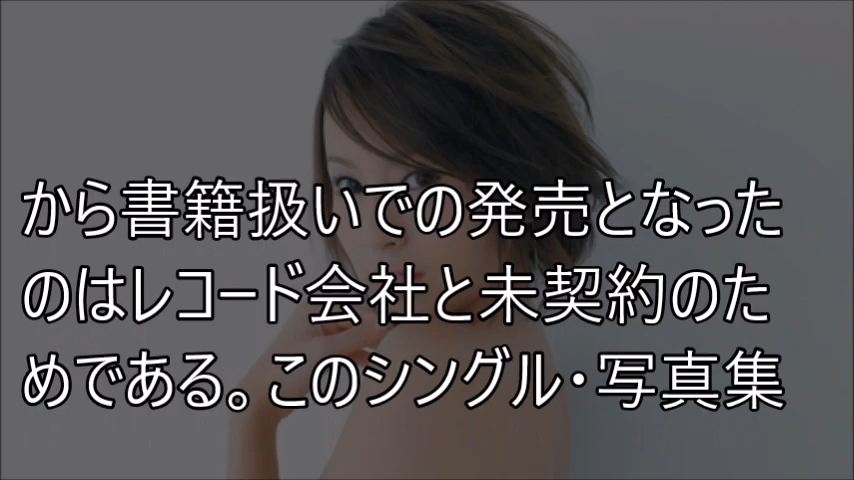 から書籍扱いでの発売となった
のはレコード会社と未契約のた
めである。このシングル・写真集